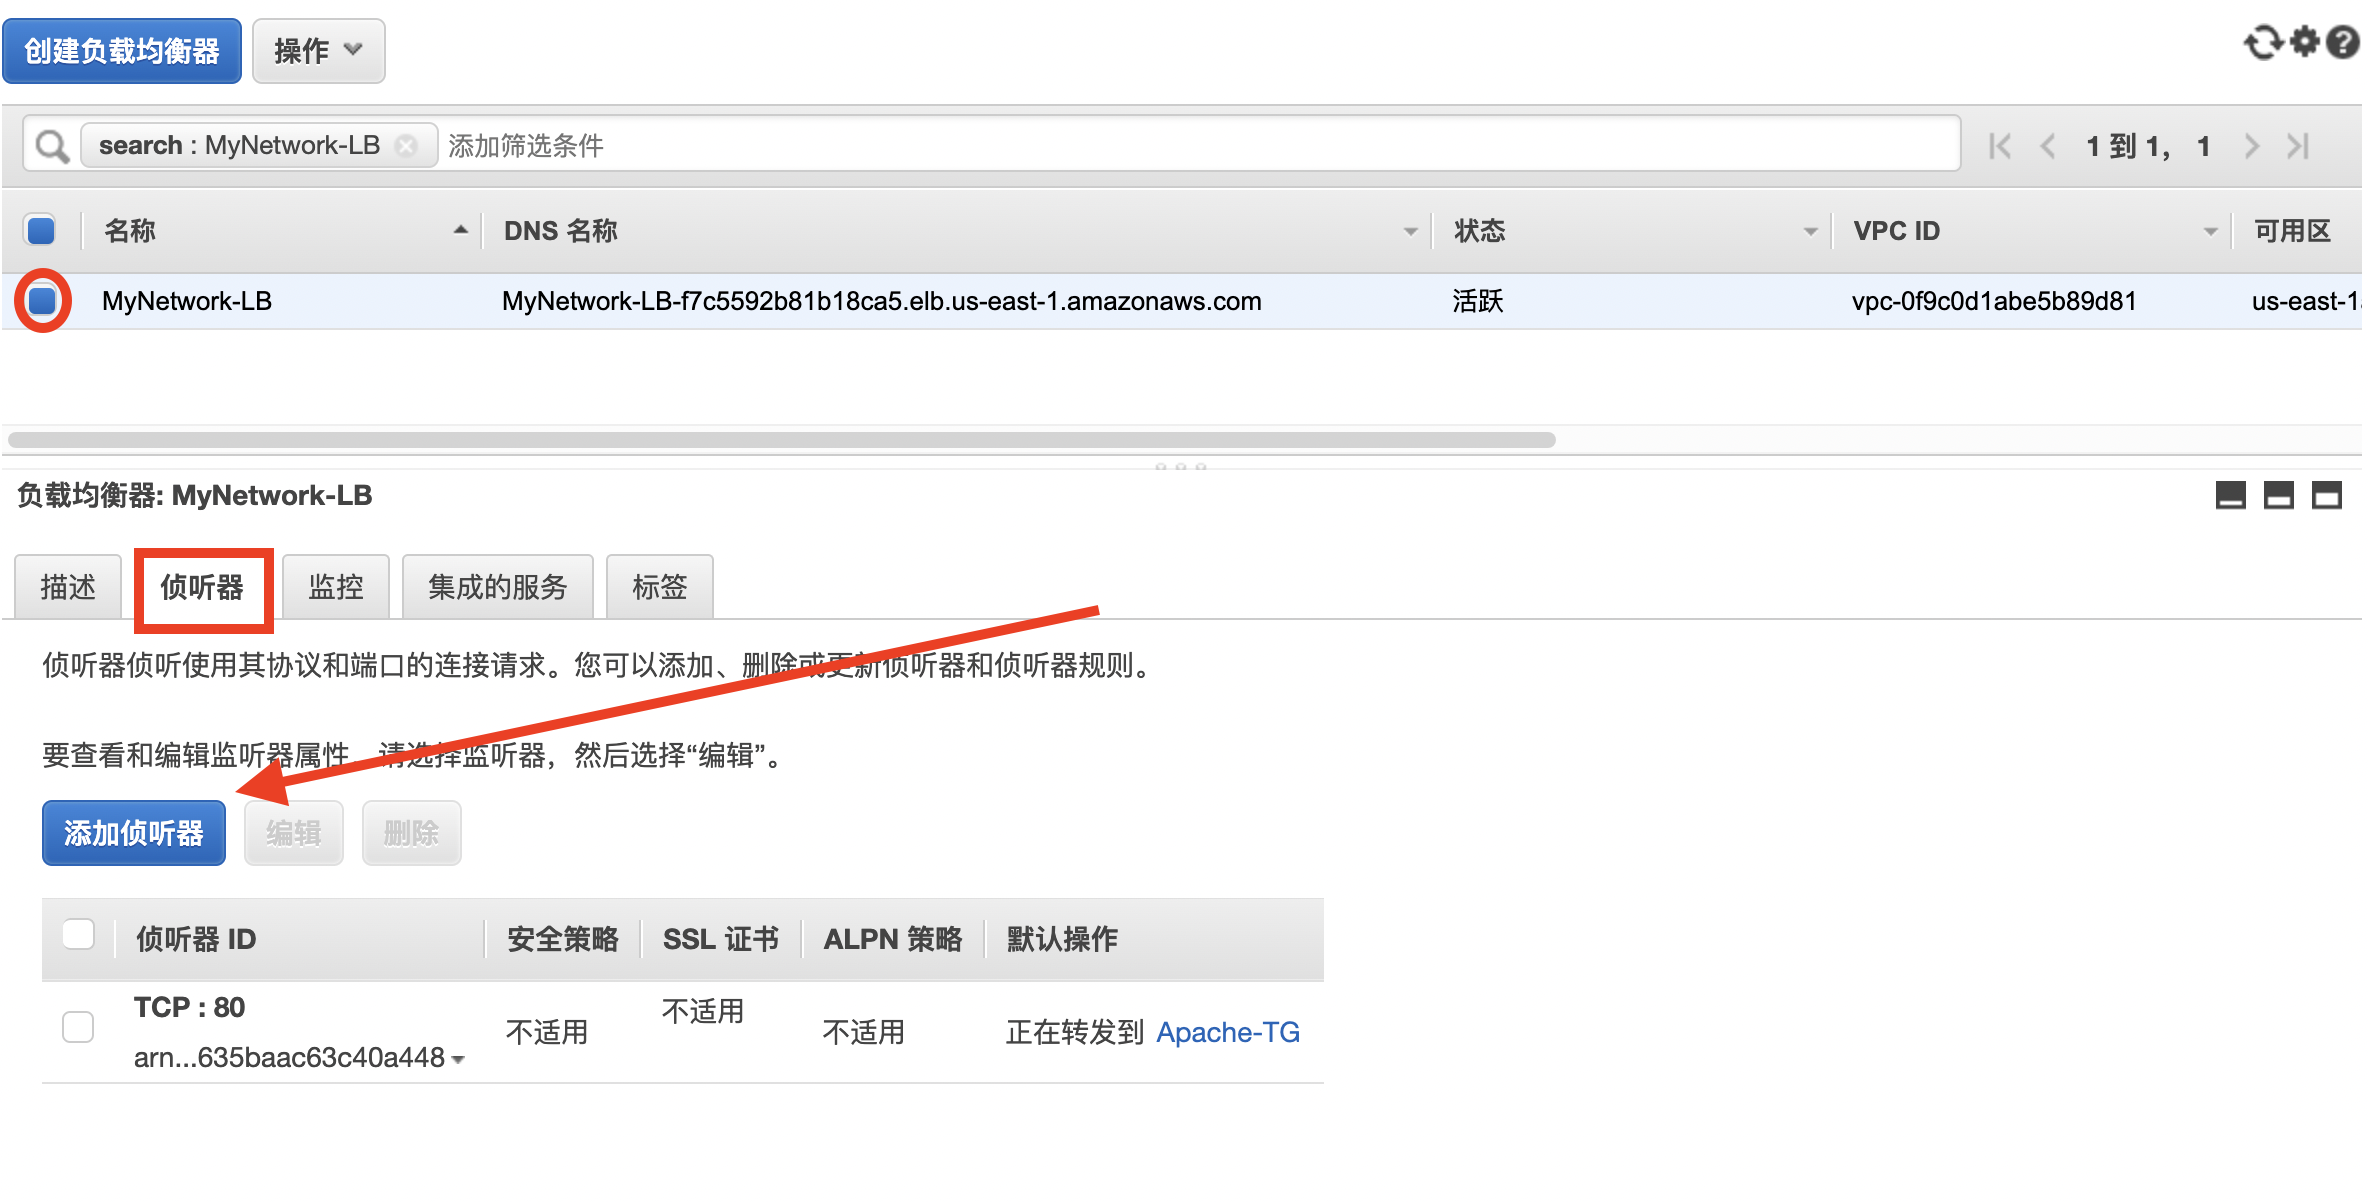 创建负载均衡器 操作
search : MyNetwork-LB 添加筛选条件 1 到 1， 1
名称 DNS 名称 状态 VPC ID 可用区
MyNetwork-LB MyNetwork-LB-f7c5592b81b18ca5.elb.us-east-1.amazonaws.com 活跃 vpc-0f9c0d1abe5b89d81 us-east-1
负载均衡器: MyNetwork-LB
描述 侦听器 监控 集成的服务 标签
侦听器侦听使用其协议和端口的连接请求。您可以添加、删除或更新侦听器和侦听器规则。
要查看和编辑监听器属性，请选择监听器，然后选择“编辑”。
添加侦听器 编辑 删除
侦听器 ID 安全策略 SSL 证书 ALPN 策略 默认操作
TCP : 80
arn...635baac63c40a448 不适用 不适用 不适用 正在转发到 Apache-TG